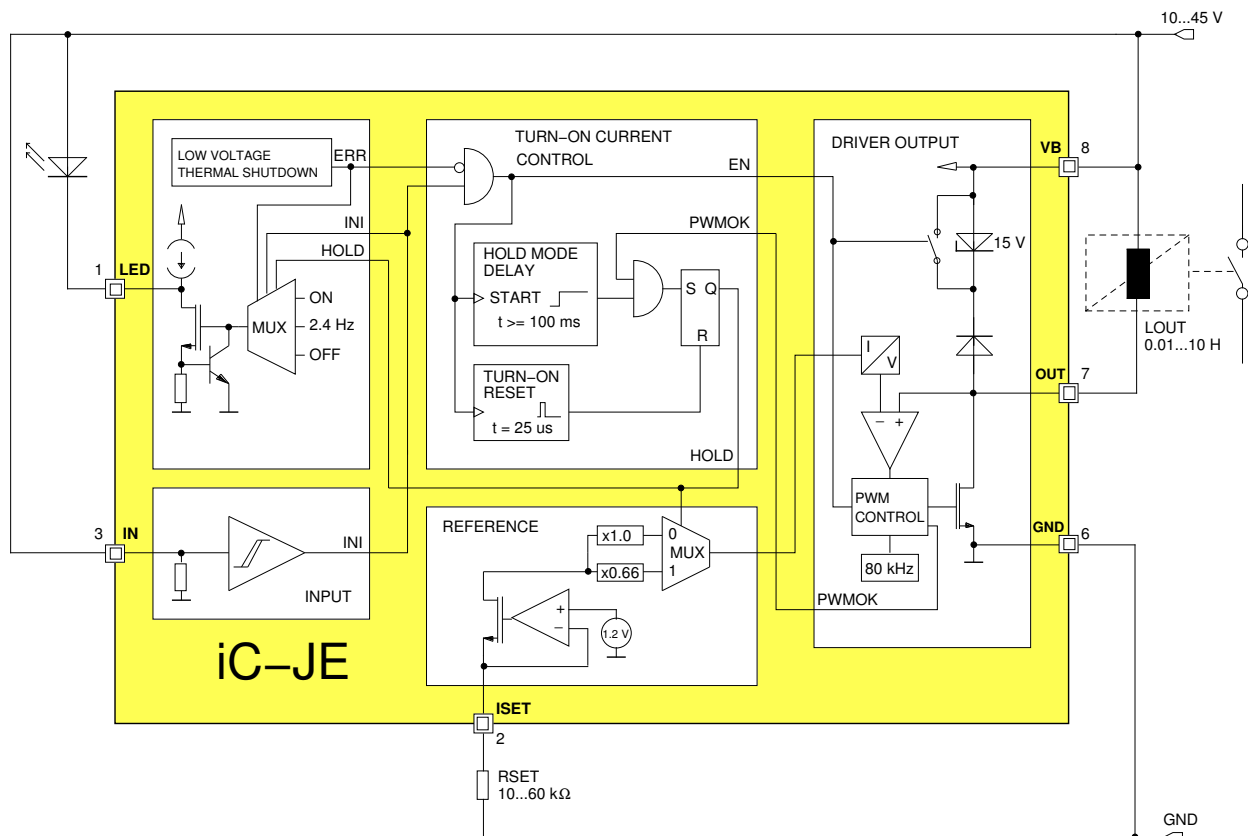 10...45 V
LOW VOLTAGE
THERMAL SHUTDOWN
ERR
INI
HOLD
1
LED
MUX
ON
2.4 Hz
OFF
TURN−ON CURRENT
CONTROL
EN
PWMOK
HOLD MODE
DELAY
START
t >= 100 ms
S Q
R
TURN−ON
RESET
t = 25 us
HOLD
DRIVER OUTPUT
VB
8
15 V
I
V
− +
OUT
7
LOUT
0.01...10 H
PWM
CONTROL
80 kHz
PWMOK
GND
6
3
IN
INI
INPUT
REFERENCE
x1.0
x0.66
0
1
MUX
+
−
1.2 V
iC−JE
ISET
2
RSET
10...60 kΩ
GND